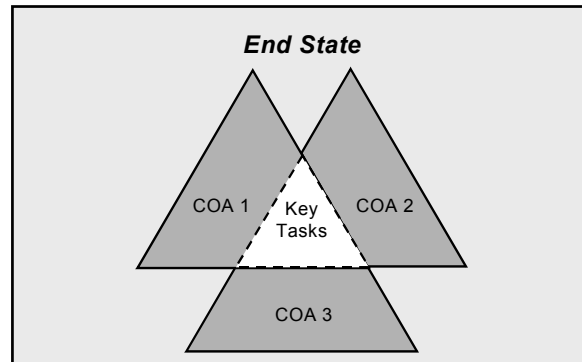 End State
COA 1
Key
Tasks
COA 2
COA 3